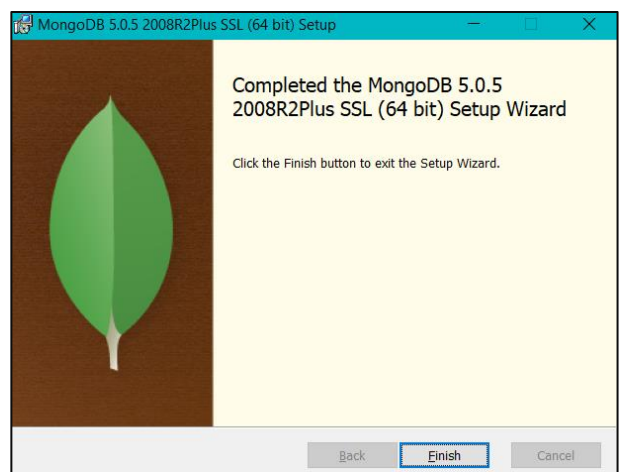 MongoDB 5.0.5 2008R2Plus SSL (64 bit) Setup
Completed the MongoDB 5.0.5
2008R2Plus SSL (64 bit) Setup Wizard
Click the Finish button to exit the Setup Wizard.
Back Finish Cancel